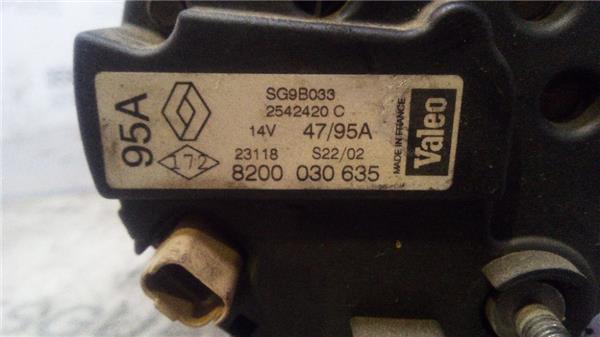 95A
172
SG9B033
2542420 C
14V 47/95A
23118 S22/02
8200 030 635
MADE IN FRANCE
Valeo